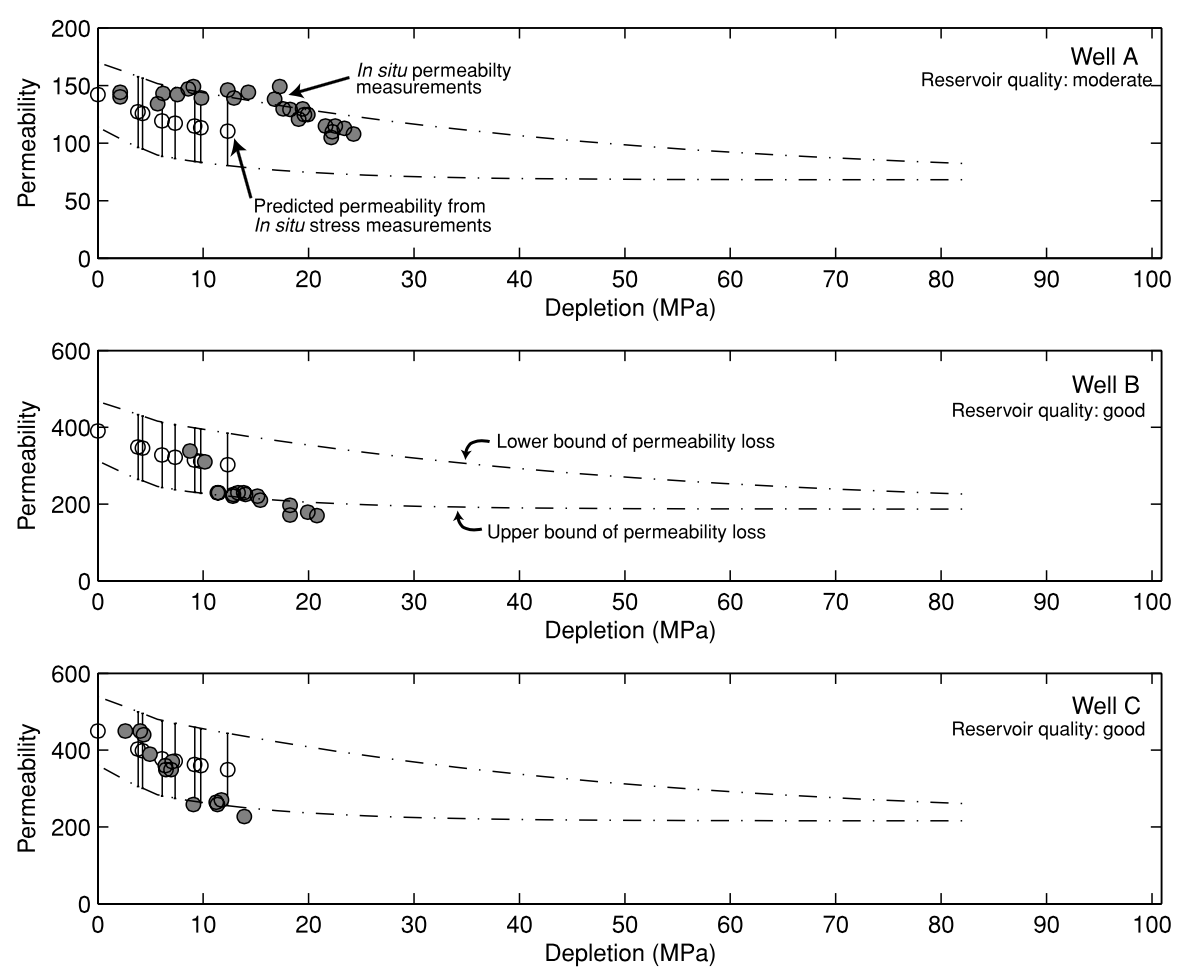 200
150
100
50
0
Permeability
Well A
Reservoir quality: moderate
In situ permeabilty
measurements
Predicted permeability from
In situ stress measurements
0 10 20 30 40 50 60 70 80 90 100
Depletion (MPa)
600
400
200
0
Permeability
Well B
Reservoir quality: good
Lower bound of permeability loss
Upper bound of permeability loss
0 10 20 30 40 50 60 70 80 90 100
Depletion (MPa)
600
400
200
0
Permeability
Well C
Reservoir quality: good
0 10 20 30 40 50 60 70 80 90 100
Depletion (MPa)